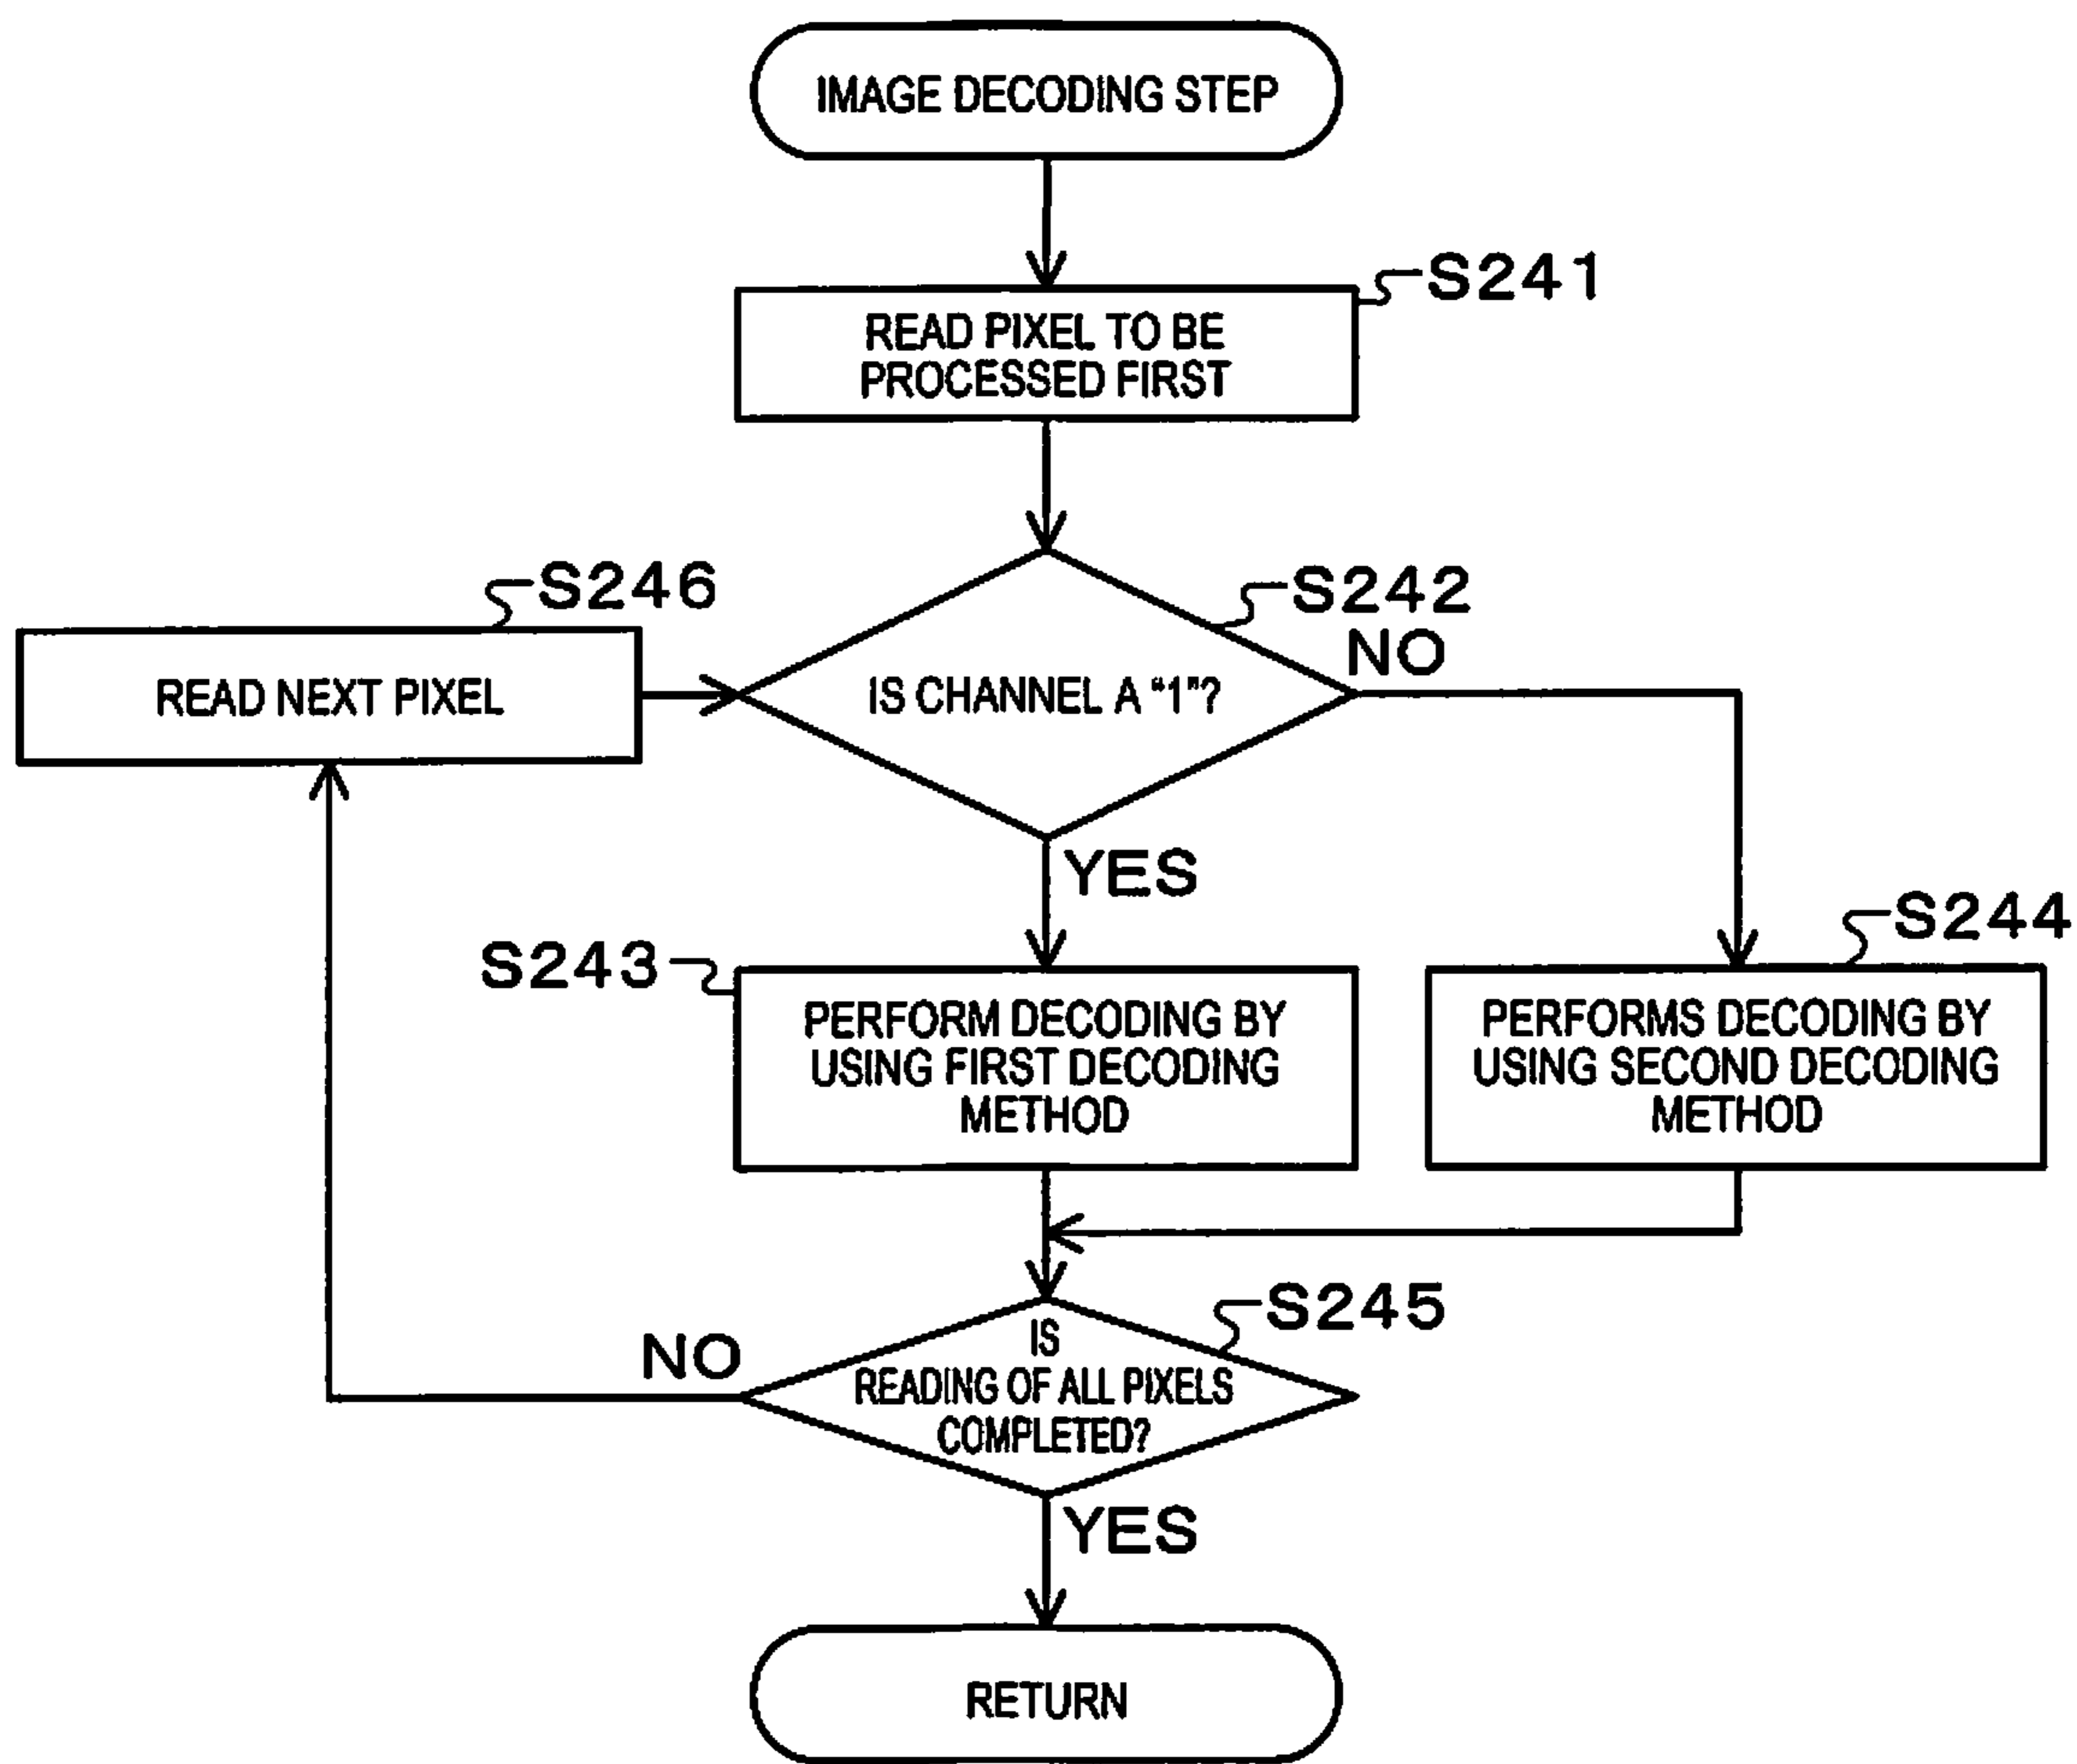 IMAGE DECODING STEP
S241
READ PIXEL TO BE
PROCESSED FIRST
S246
S242
NO
READ NEXT PIXEL
IS CHANNEL A “1”?
YES
S244
S243
PERFORM DECODING BY
USING FIRST DECODING
METHOD
PERFORMS DECODING BY
USING SECOND DECODING
METHOD
S245
NO
IS
READING OF ALL PIXELS
COMPLETED?
YES
RETURN